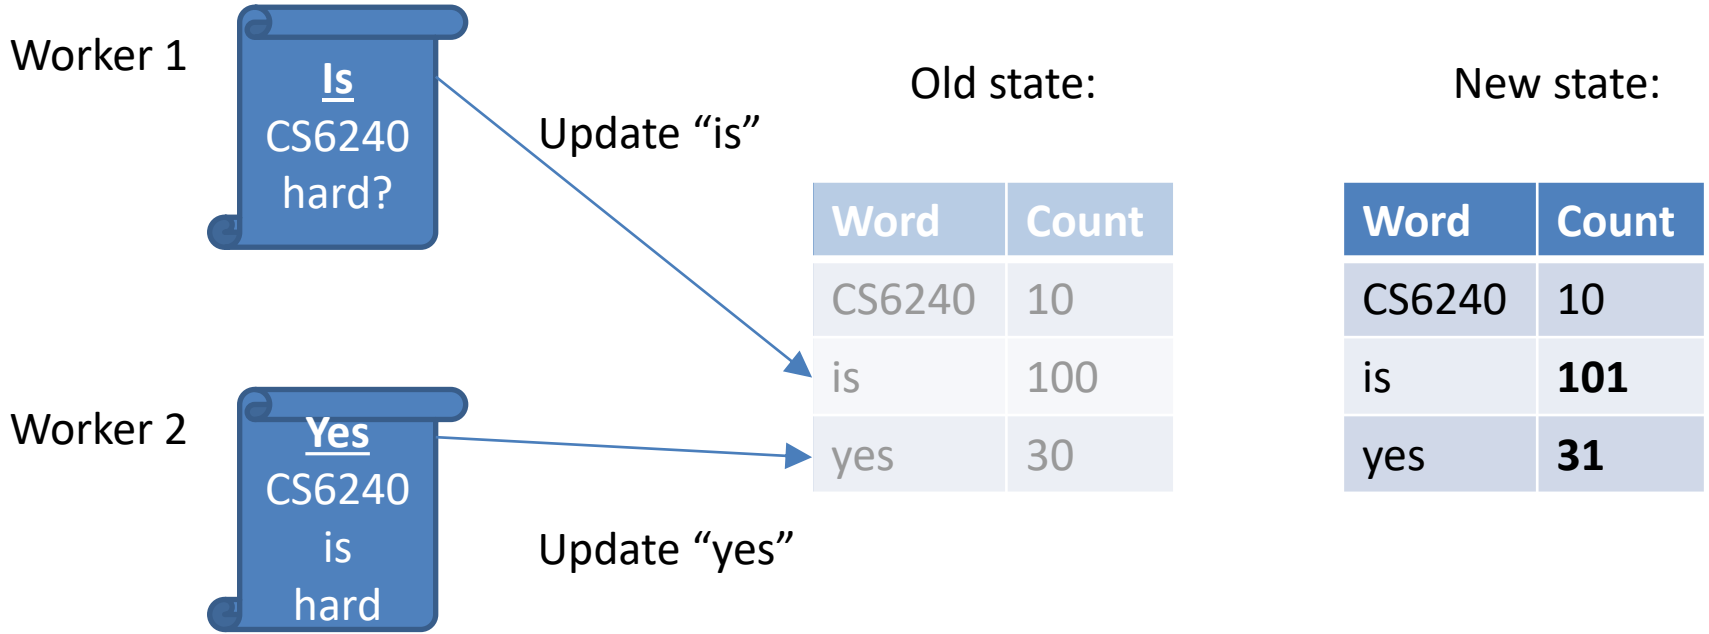 Worker 1
Is
CS6240
hard?
Update “is”
Worker 2
Yes
CS6240
is
hard
Update “yes”
Old state:
Word Count
CS6240 10
is 100
yes 30
New state:
Word Count
CS6240 10
is 101
yes 31